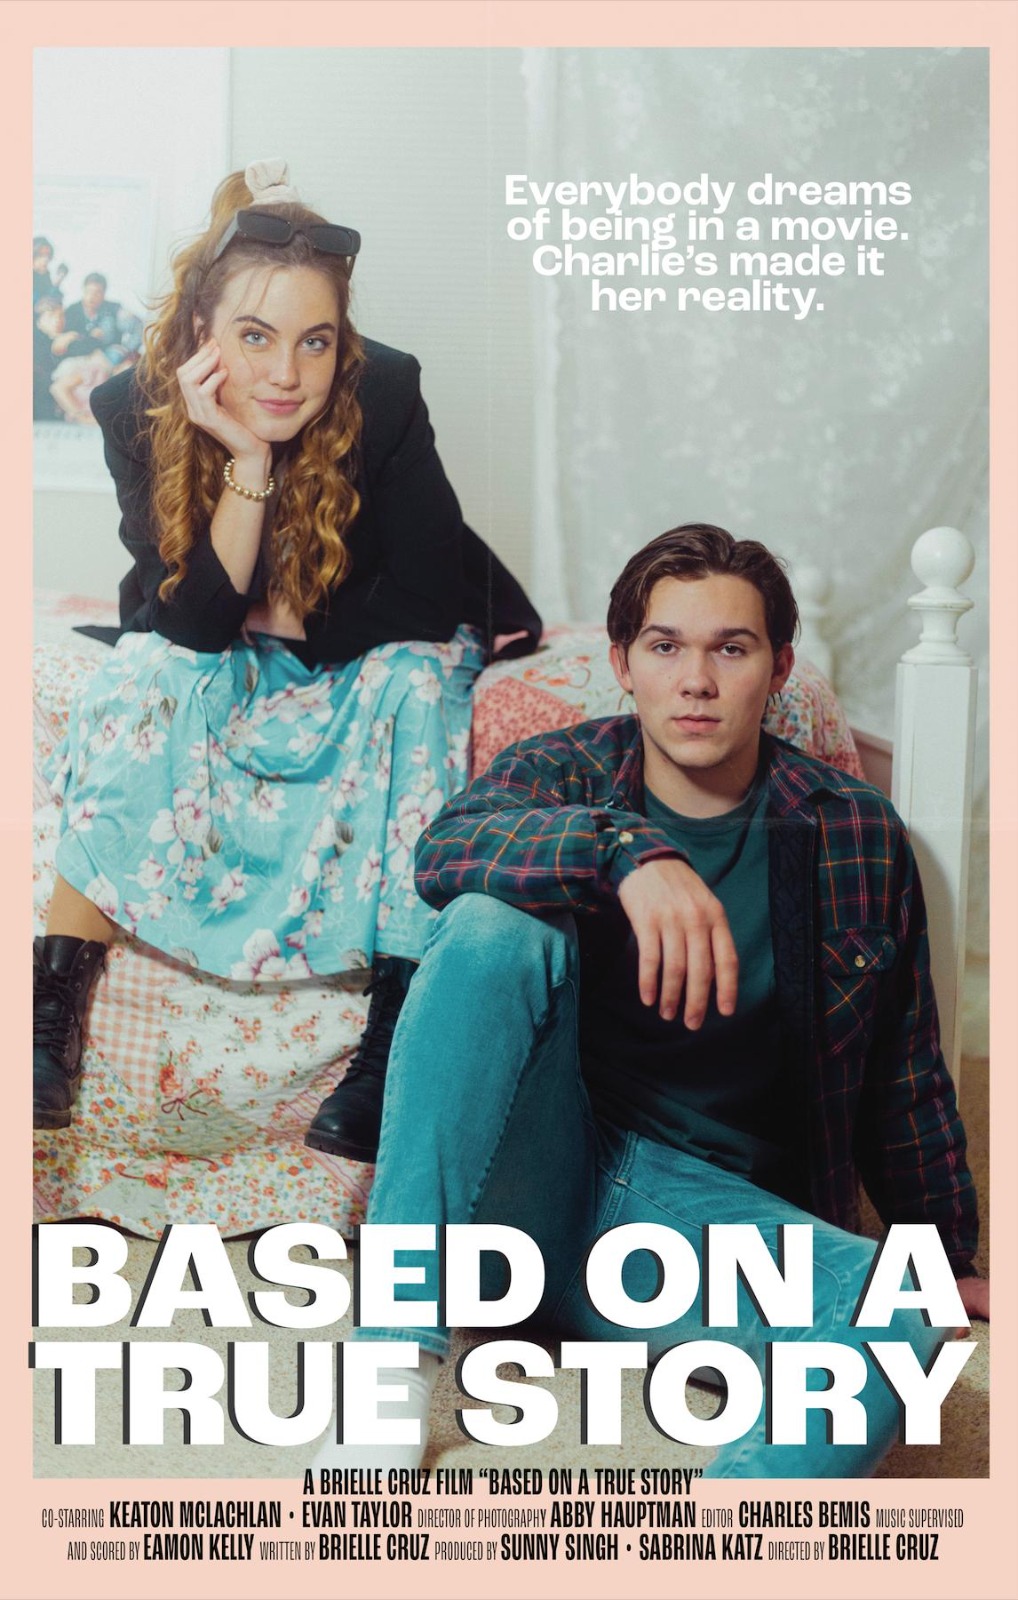 Everybody dreams
of being in a movie.
Charlie's made it
her reality.
BASED ON A
TRUE STORY
A BRIELLE CRUZ FILM “BASED ON A TRUE STORY”
CO-STARRING KEATON MCLACHLAN • EVAN TAYLOR DIRECTOR OF PHOTOGRAPHY ABBY HAUPTMAN EDITOR CHARLES BEMIS MUSIC SUPERVISED
AND SCORED BY EAMON KELLY WRITTEN BY BRIELLE CRUZ PRODUCED BY SUNNY SINGH • SABRINA KATZ DIRECTED BY BRIELLE CRUZ